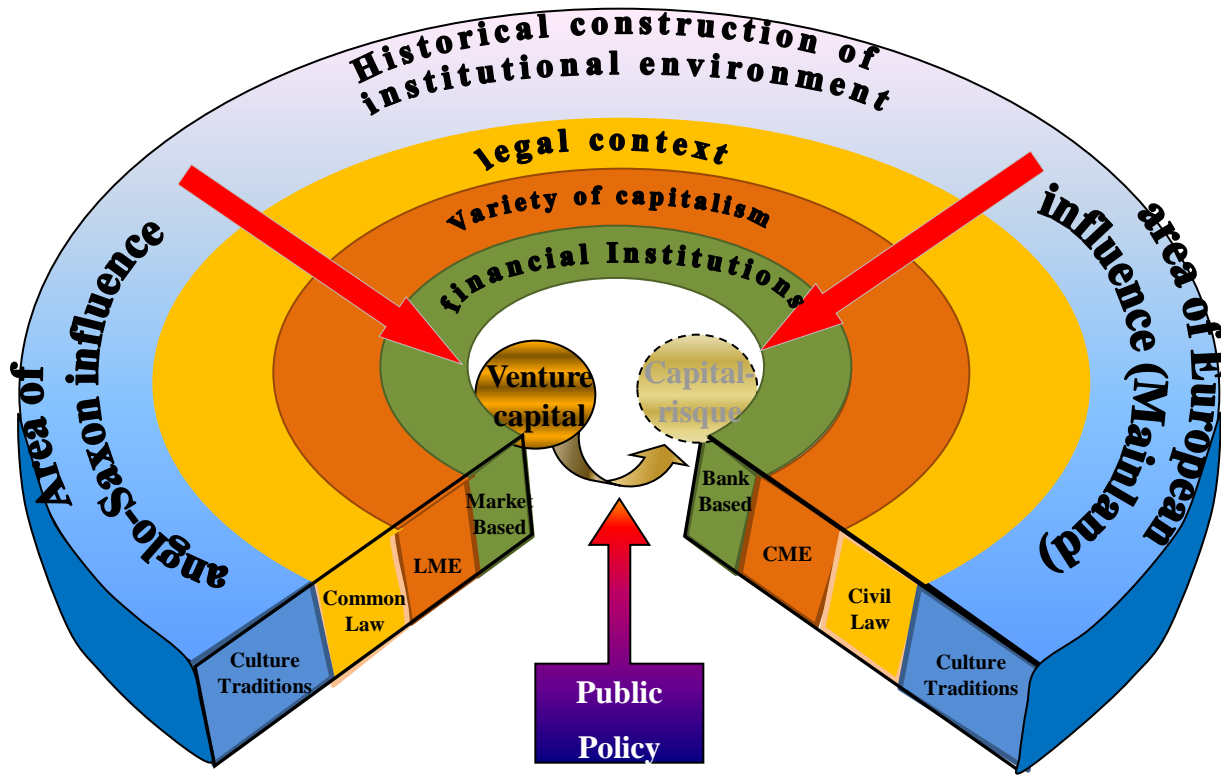 Historical construction of
institutional environment
legal context
Variety of capitalism
financial Institutions
Area of
anglo-Saxon influence
area of European
influence (Mainland)
Venture
capital
Capital-
risque
Market
Based
LME
Common
Law
Culture
Traditions
Bank
Based
CME
Civil
Law
Culture
Traditions
Public
Policy